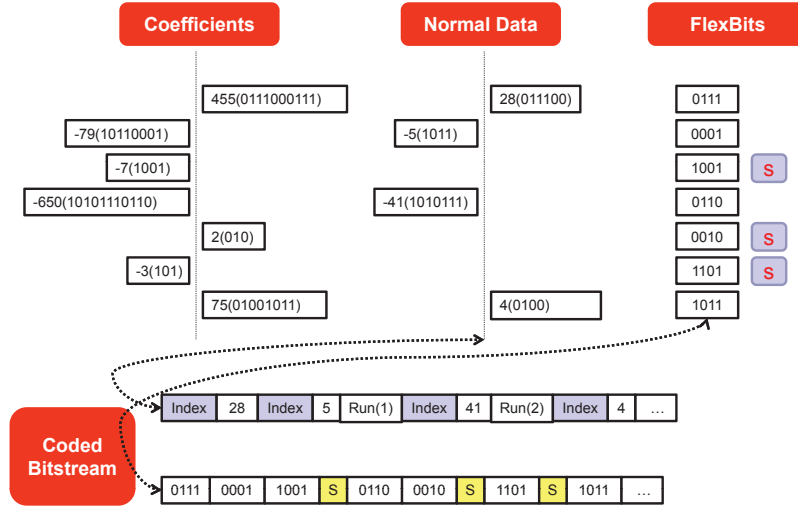 Coefficients Normal Data FlexBits
455(0111000111) 28(011100) 0111
-79(10110001) -5(1011) 0001
-7(1001) 1001 S
-650(10101110110) -41(1010111) 0110
2(010) 0010 S
-3(101) 1101 S
75(01001011) 4(0100) 1011
Index 28 Index 5 Run(1) Index 41 Run(2) Index 4 ...
Coded
Bitstream
0111 0001 1001 S 0110 0010 S 1101 S 1011 ...